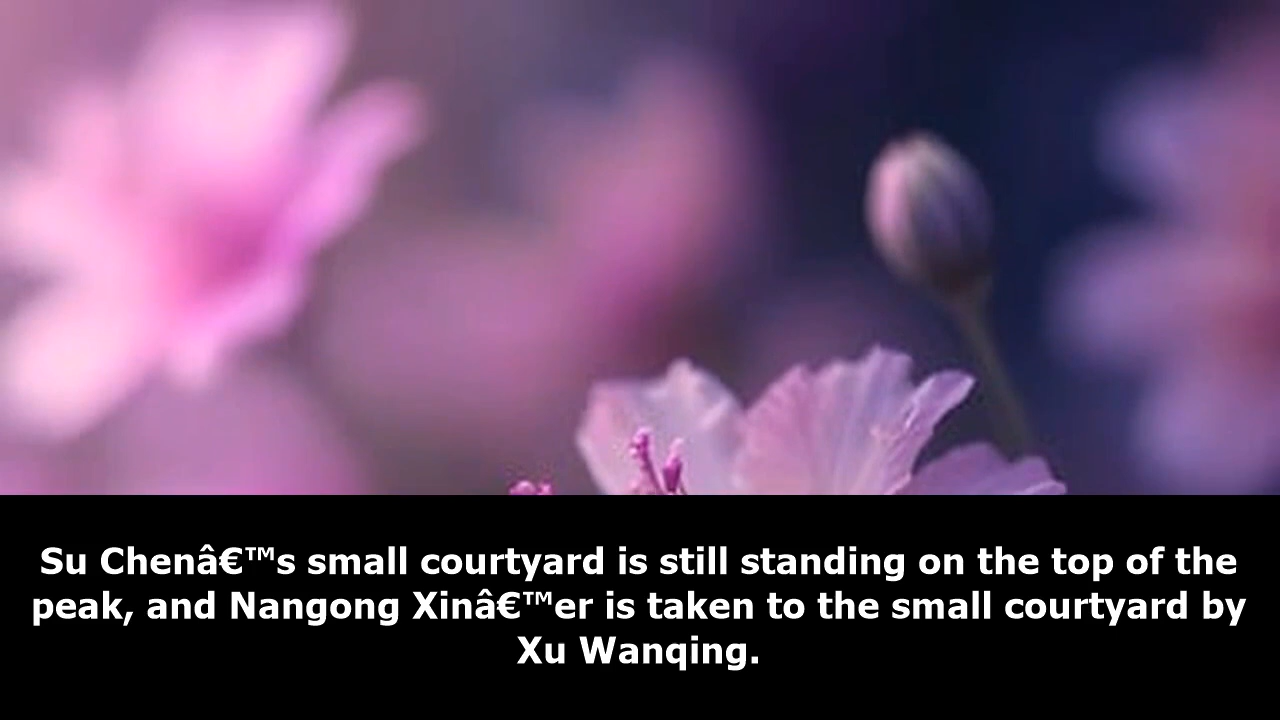 Su Chenâ€™s small courtyard is still standing on the top of the
peak, and Nangong Xinâ€™er is taken to the small courtyard by
Xu Wanqing.